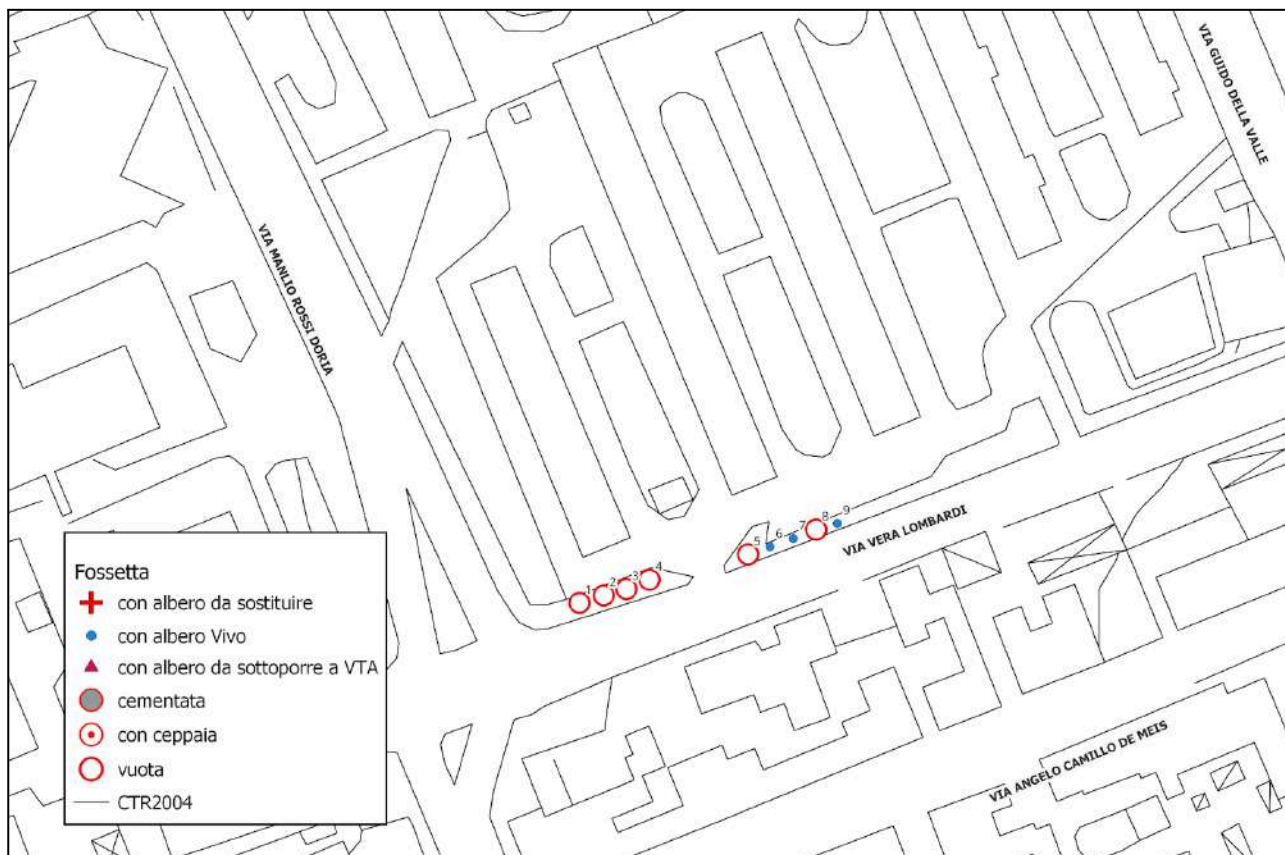 VIA GUIDO DELLA VALLE
VIA MANLIO ROSSI DORIA
1
2
3
4
5
6
7
8
9
VIA VERA LOMBARDI
VIA ANGELO CAMILLO DE MEIS
Fossetta
con albero da sostituire
con albero Vivo
con albero da sottoporre a VTA
cementata
con ceppaia
vuota
CTR2004